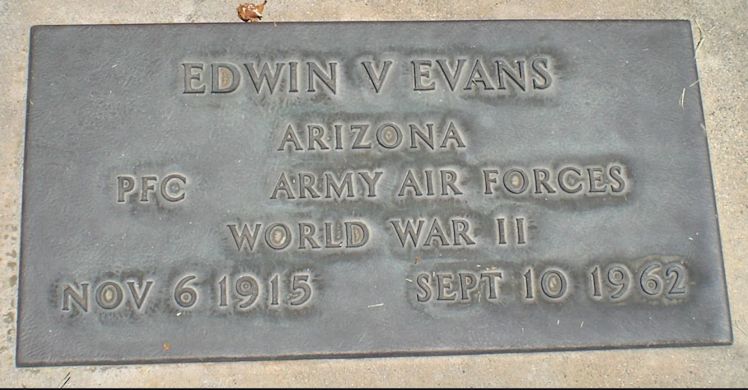 EDWIN V EVANS
ARIZONA
PFC ARMY AIR FORCES
WORLD WAR II
NOV 6 1915 SEPT 10 1962